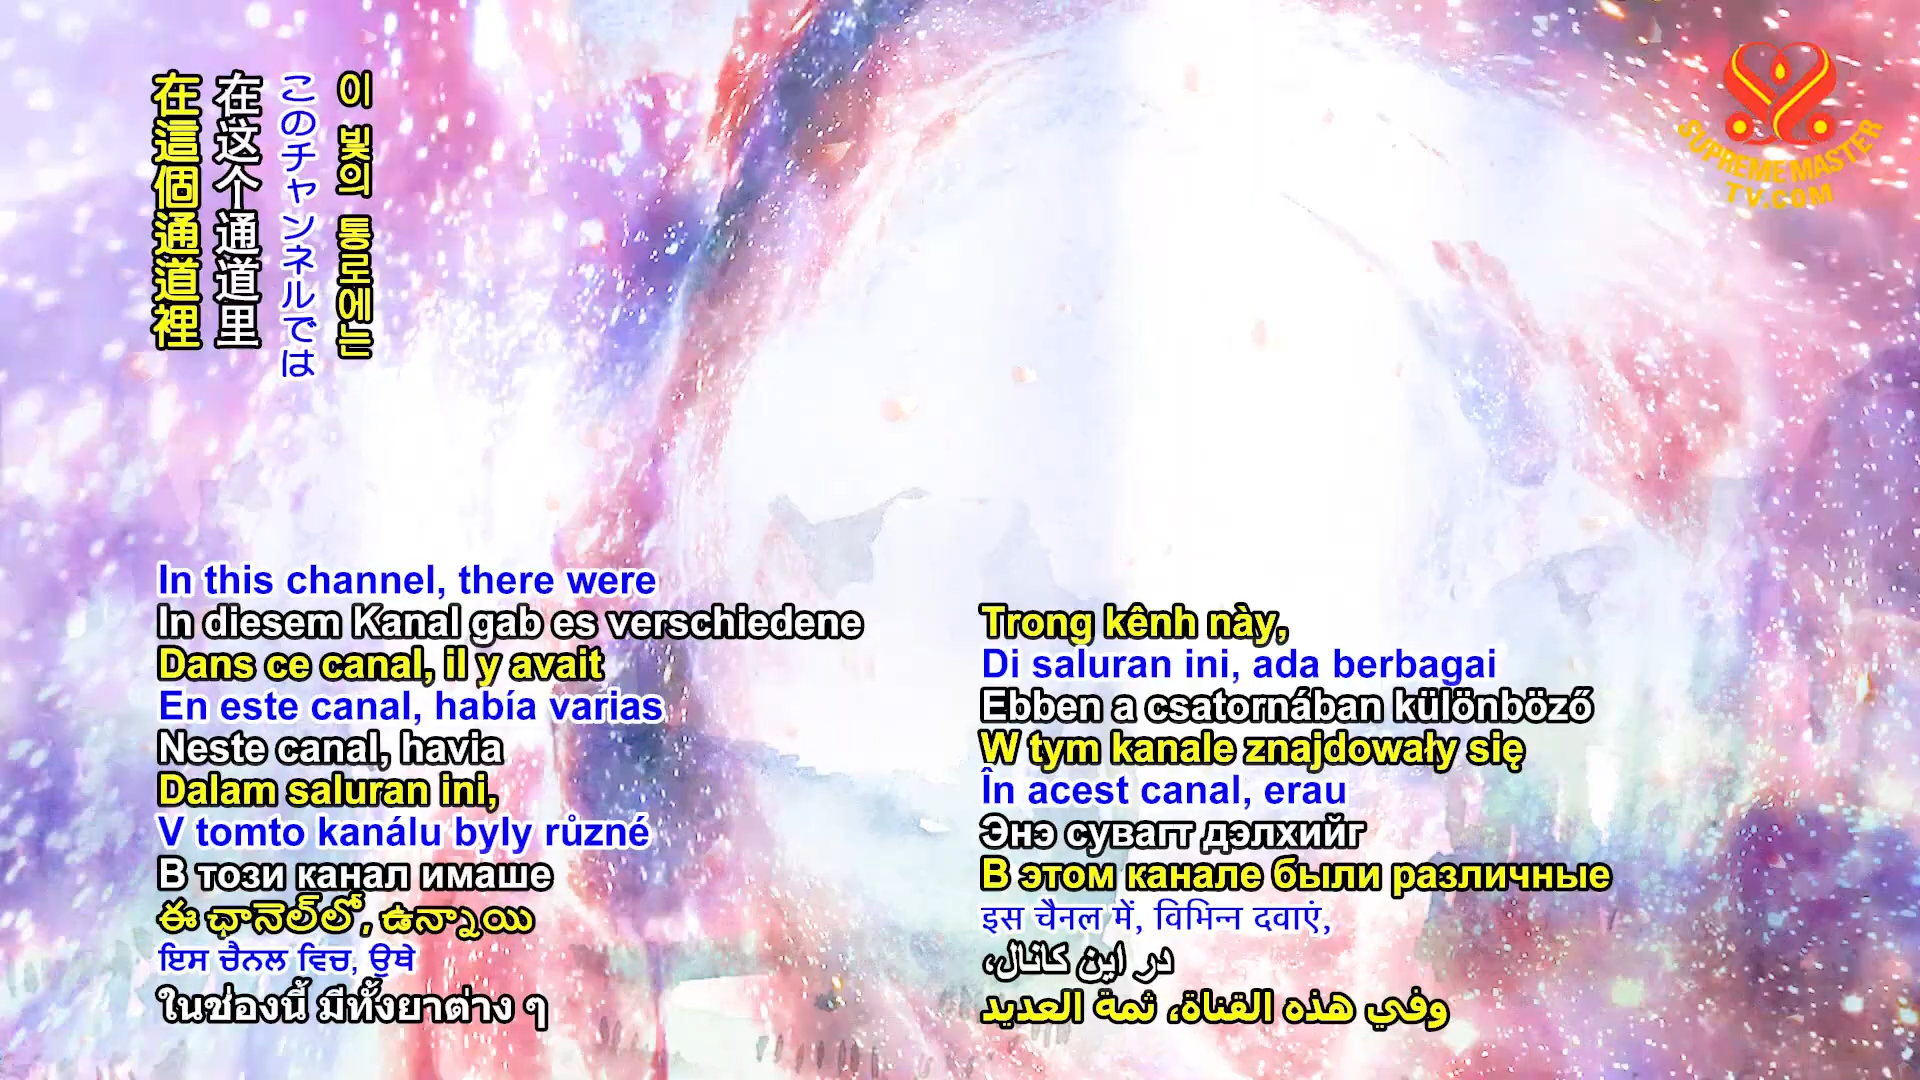 在這個通道裡
在这个通道里
このチャンネルでは
이 빛의 통로에는
SUPREME MASTER
TV.COM
In this channel, there were
In diesem Kanal gab es verschiedene
Dans ce canal, il y avait
En este canal, había varias
Neste canal, havia
Dalam saluran ini,
V tomto kanálu byly různé
В този канал имаше
ఈ ఛానెల్‌లో, ఉన్నాయి
ਇਸ ਚੈਨਲ ਵਿਚ, ਉਥੇ
ในช่องนี้ มีทั้งยาต่าง ๆ
Trong kênh này,
Di saluran ini, ada berbagai
Ebben a csatornában különböző
W tym kanale znajdowały się
În acest canal, erau
Энэ сувагт дэлхийг
В этом канале были различные
इस चैनल में, विभिन्न दवाएं,
در این کانال،
وفي هذه القناة، ثمة العديد